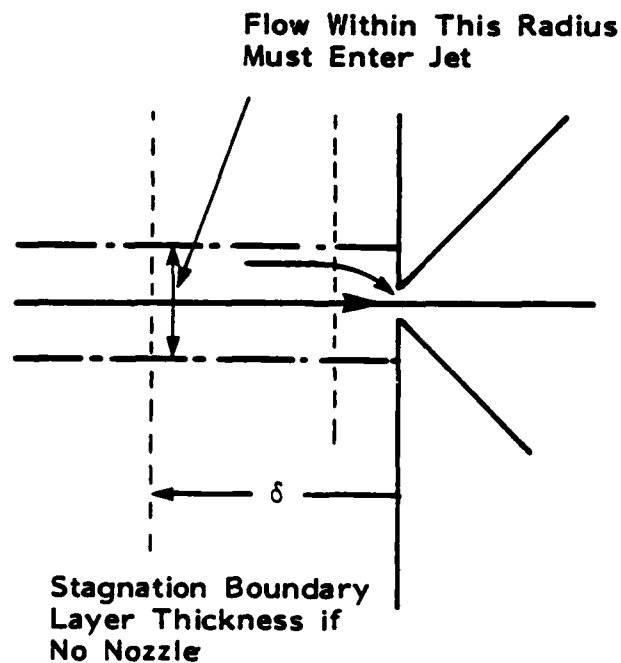 Flow Within This Radius
Must Enter Jet
δ
Stagnation Boundary
Layer Thickness if
No Nozzle